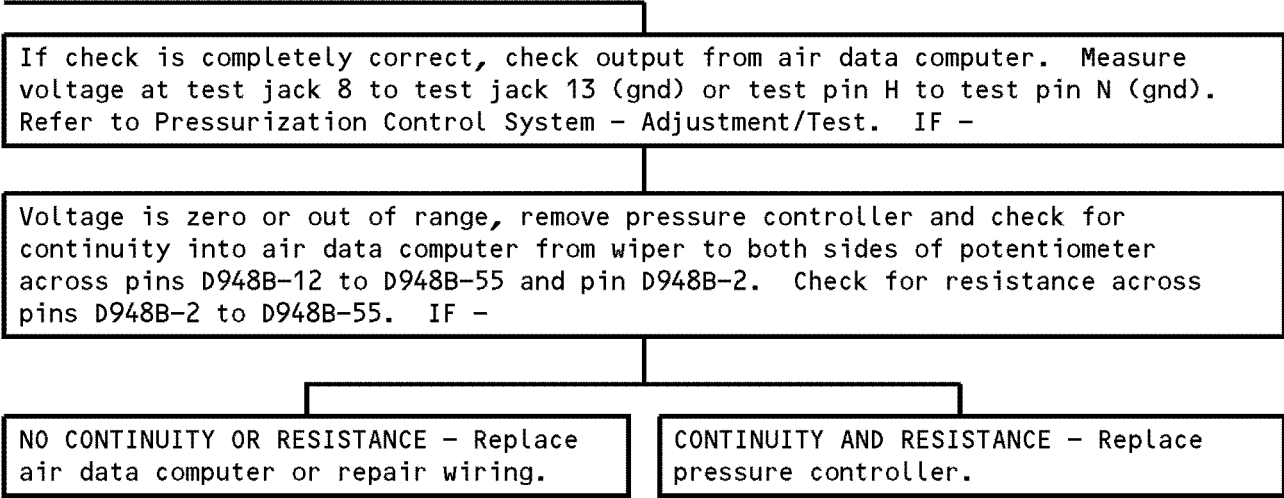 If check is completely correct, check output from air data computer.  Measure
voltage at test jack 8 to test jack 13 (gnd) or test pin H to test pin N (gnd).
Refer to Pressurization Control System – Adjustment/Test.  IF –
Voltage is zero or out of range, remove pressure controller and check for
continuity into air data computer from wiper to both sides of potentiometer
across pins D948B–12 to D948B–55 and pin D948B–2.  Check for resistance across
pins D948B–2 to D948B–55.  IF –
NO CONTINUITY OR RESISTANCE – Replace
air data computer or repair wiring.
CONTINUITY AND RESISTANCE – Replace
pressure controller.